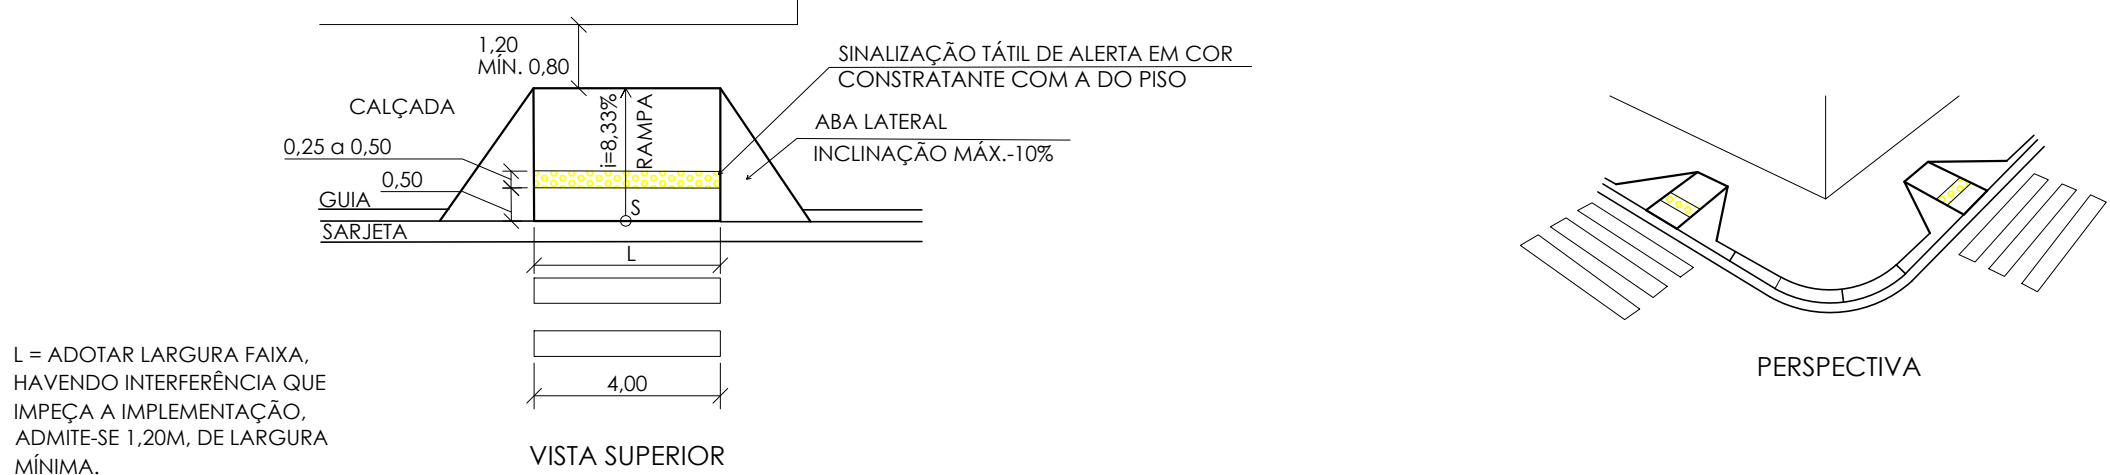 1,20
MÍN. 0,80
SINALIZAÇÃO TÁTIL DE ALERTA EM COR
CONSTRATANTE COM A DO PISO
CALÇADA
i=8,33%
RAMPA
ABA LATERAL
INCLINAÇÃO MÁX.-10%
0,25 a 0,50
0,50
GUIA
S
SARJETA
L
L = ADOTAR LARGURA FAIXA,
HAVENDO INTERFERÊNCIA QUE
IMPEÇA A IMPLEMENTAÇÃO,
ADMITE-SE 1,20M, DE LARGURA
MÍNIMA.
4,00
VISTA SUPERIOR
PERSPECTIVA